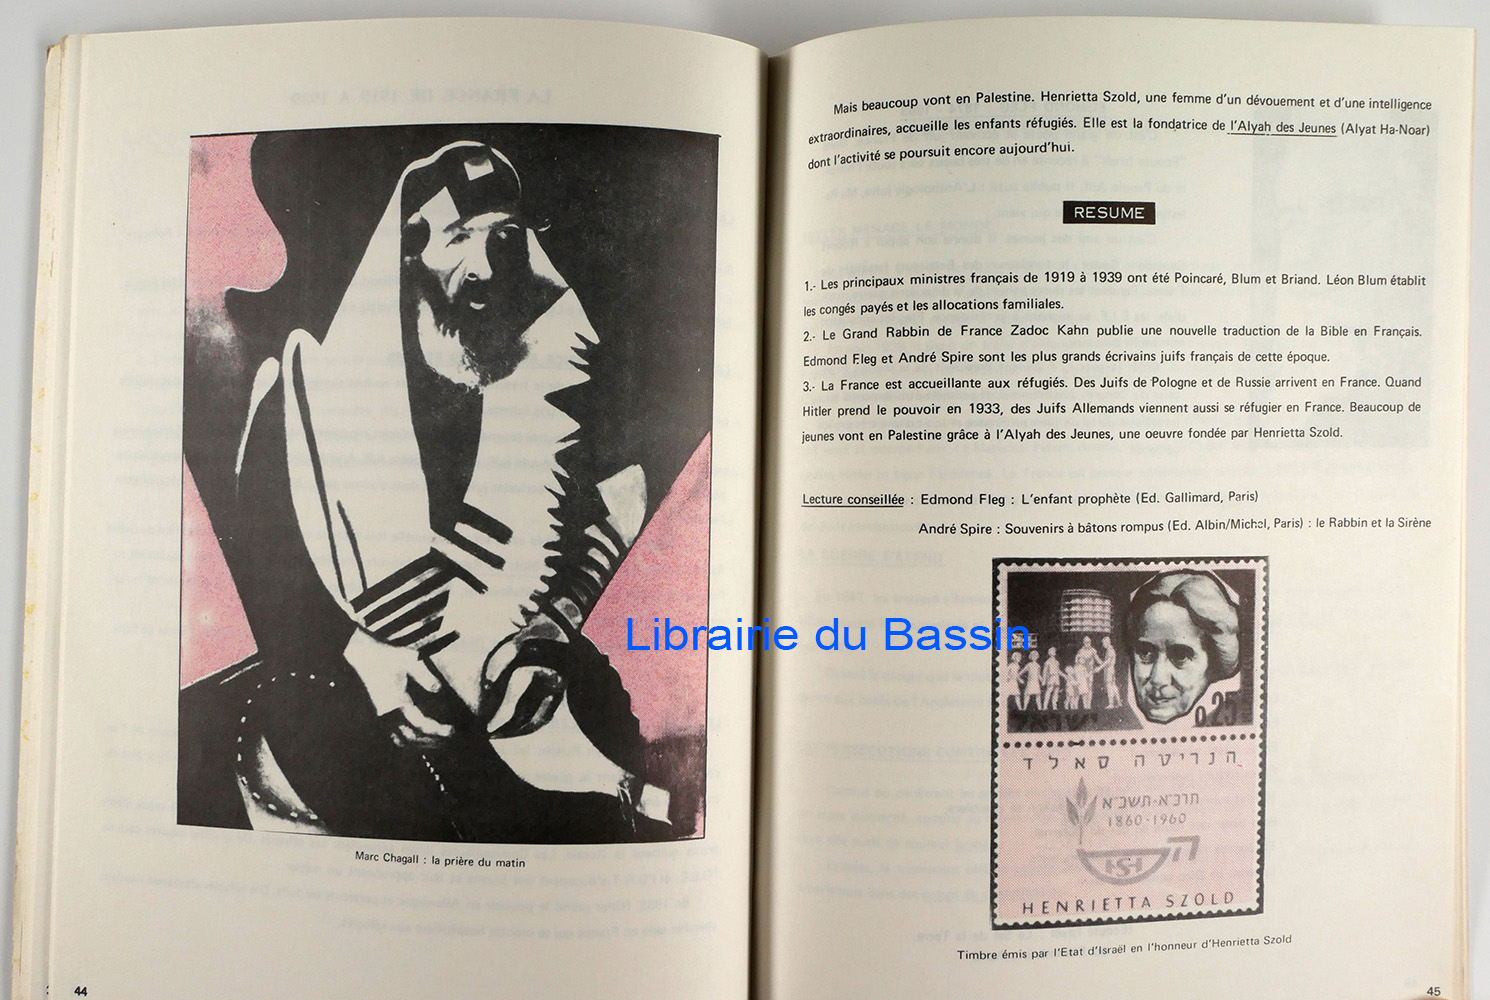 Marc Chagall : la prière du matin
44
Mais beaucoup vont en Palestine. Henrietta Szold, une femme d'un dévouement et d'une intelligence
extraordinaires, accueille les enfants réfugiés. Elle est la fondatrice de l'Alyah des Jeunes (Alyat Ha-Noar)
dont l'activité se poursuit encore aujourd'hui.
RESUME
1.- Les principaux ministres français de 1919 à 1939 ont été Poincaré, Blum et Briand. Léon Blum établit
les congés payés et les allocations familiales.
2.- Le Grand Rabbin de France Zadoc Kahn publie une nouvelle traduction de la Bible en Français.
Edmond Fleg et André Spire sont les plus grands écrivains juifs français de cette époque.
3.- La France est accueillante aux réfugiés. Des Juifs de Pologne et de Russie arrivent en France. Quand
Hitler prend le pouvoir en 1933, des Juifs Allemands viennent aussi se réfugier en France. Beaucoup de
jeunes vont en Palestine grâce à l'Alyah des Jeunes, une oeuvre fondée par Henrietta Szold.
Lecture conseillée : Edmond Fleg : L'enfant prophète (Ed. Gallimard, Paris)
André Spire : Souvenirs à bâtons rompus (Ed. Albin/Michel, Paris) : le Rabbin et la Sirène
Librairie du Bassin
ישראל
0.25
הנריטה סאלד
תרכ"א-תשכ"א
1860-1960
HENRIETTA SZOLD
Timbre émis par l'Etat d'Israël en l'honneur d'Henrietta Szold
45